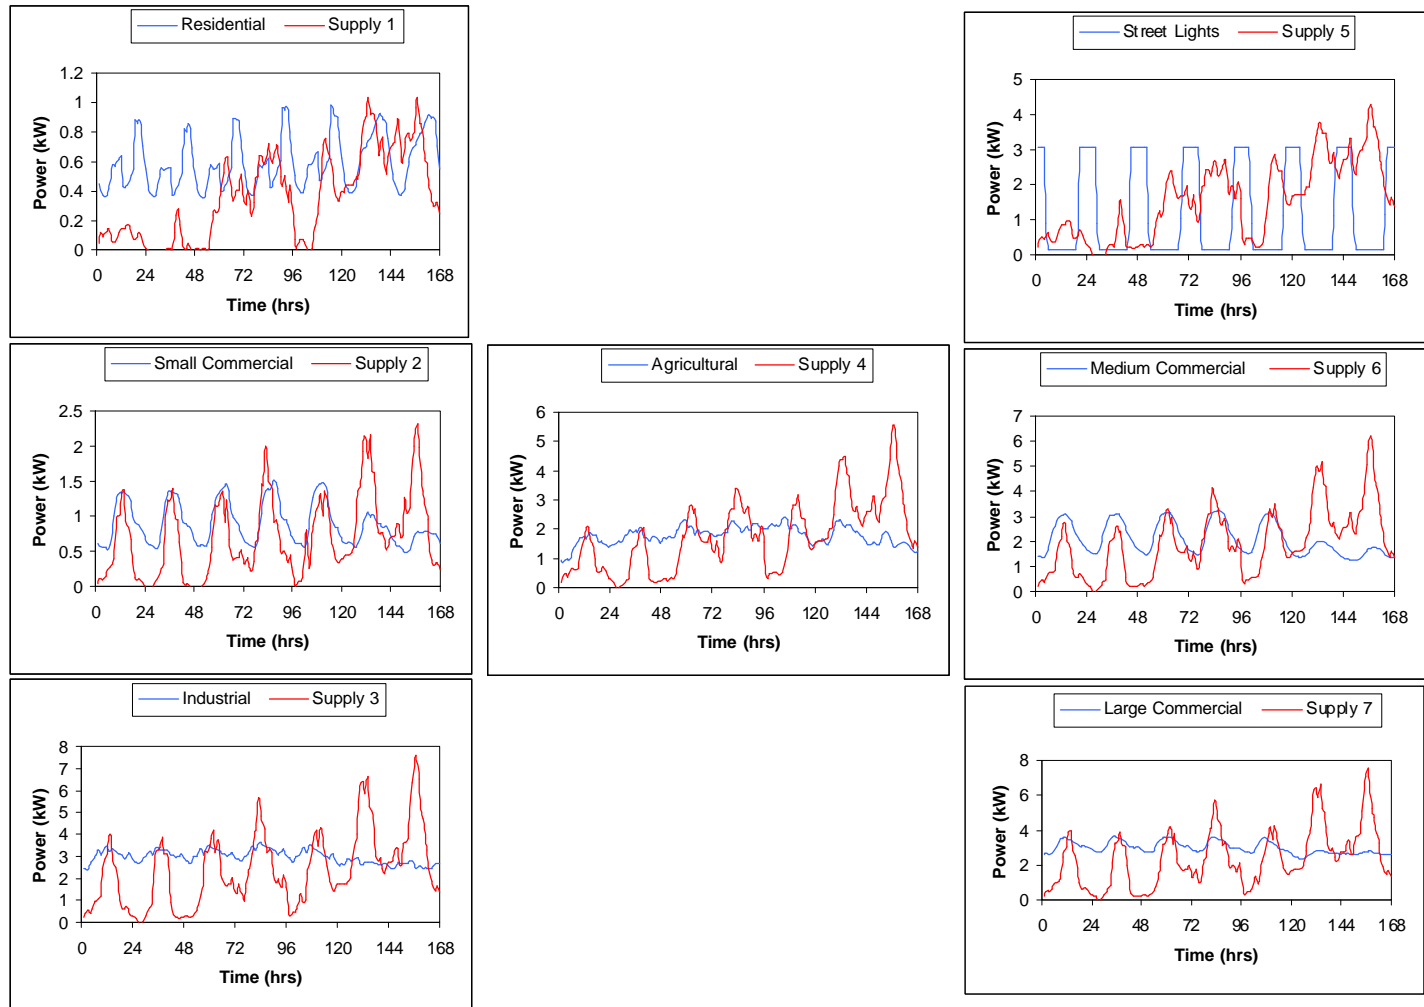 Residential Supply 1
1.2
1
0.8
0.6
0.4
0.2
0
Power (kW)
0 24 48 72 96 120 144 168
Time (hrs)
Street Lights Supply 5
5
4
3
2
1
0
Power (kW)
0 24 48 72 96 120 144 168
Time (hrs)
Small Commercial Supply 2
2.5
2
1.5
1
0.5
0
Power (kW)
0 24 48 72 96 120 144 168
Time (hrs)
Agricultural Supply 4
6
5
4
3
2
1
0
Power (kW)
0 24 48 72 96 120 144 168
Time (hrs)
Medium Commercial Supply 6
7
6
5
4
3
2
1
0
Power (kW)
0 24 48 72 96 120 144 168
Time (hrs)
Industrial Supply 3
8
7
6
5
4
3
2
1
0
Power (kW)
0 24 48 72 96 120 144 168
Time (hrs)
Large Commercial Supply 7
8
6
4
2
0
Power (kW)
0 24 48 72 96 120 144 168
Time (hrs)